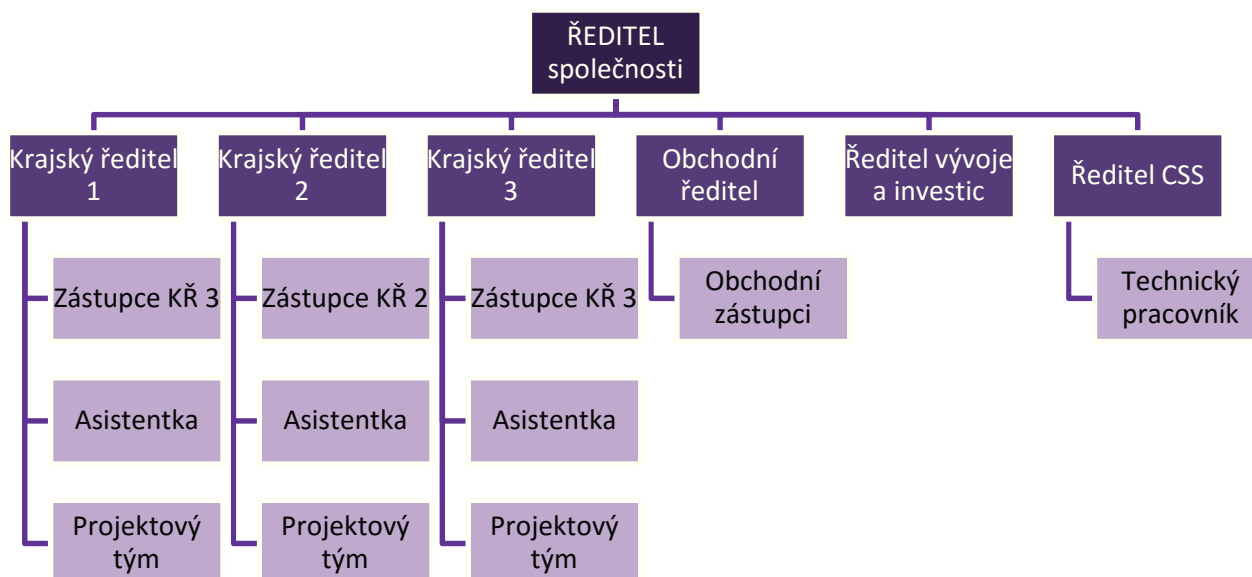 ŘEDITEL
společnosti
Krajský ředitel
1
Krajský ředitel
2
Krajský ředitel
3
Obchodní
ředitel
Ředitel vývoje
a investic
Ředitel CSS
Zástupce KŘ 3
Zástupce KŘ 2
Zástupce KŘ 3
Obchodní
zástupci
Technický
pracovník
Asistentka
Asistentka
Asistentka
Projektový
tým
Projektový
tým
Projektový
tým